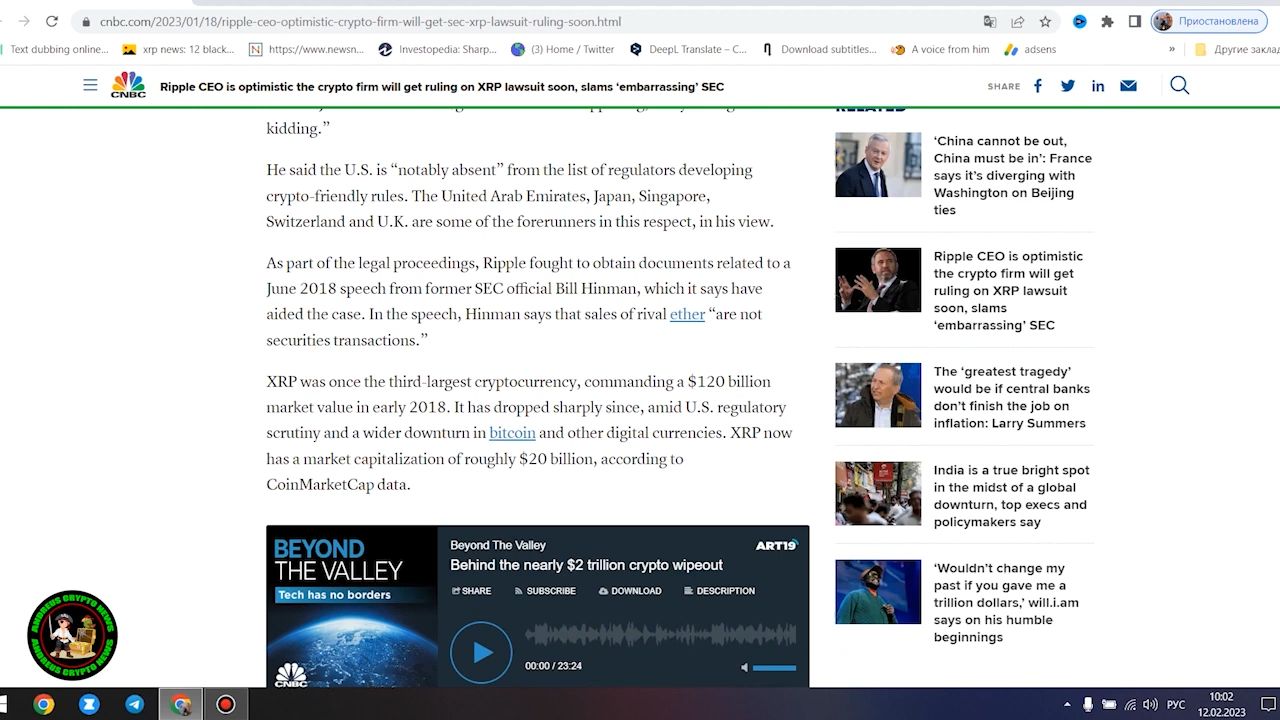 cnbc.com/2023/01/18/ripple-ceo-optimistic-crypto-firm-will-get-sec-xrp-lawsuit-ruling-soon.html
Приостановлена
Text dubbing online...
xrp news: 12 black...
https://www.newsn...
Investopedia: Sharp...
(3) Home / Twitter
DeepL Translate – C...
Download subtitles...
A voice from him
adsens
»
Другие заклад
CNBC
Ripple CEO is optimistic the crypto firm will get ruling on XRP lawsuit soon, slams ‘embarrassing’ SEC
SHARE
kidding.”
He said the U.S. is “notably absent” from the list of regulators developing
crypto-friendly rules. The United Arab Emirates, Japan, Singapore,
Switzerland and U.K. are some of the forerunners in this respect, in his view.
As part of the legal proceedings, Ripple fought to obtain documents related to a
June 2018 speech from former SEC official Bill Hinman, which it says have
aided the case. In the speech, Hinman says that sales of rival ether “are not
securities transactions.”
XRP was once the third-largest cryptocurrency, commanding a $120 billion
market value in early 2018. It has dropped sharply since, amid U.S. regulatory
scrutiny and a wider downturn in bitcoin and other digital currencies. XRP now
has a market capitalization of roughly $20 billion, according to
CoinMarketCap data.
BEYOND
THE VALLEY
Tech has no borders
CNBC
Beyond The Valley
ART19
Behind the nearly $2 trillion crypto wipeout
SHARE
SUBSCRIBE
DOWNLOAD
DESCRIPTION
00:00 / 23:24
RELATED
‘China cannot be out,
China must be in’: France
says it’s diverging with
Washington on Beijing
ties
Ripple CEO is optimistic
the crypto firm will get
ruling on XRP lawsuit
soon, slams
‘embarrassing’ SEC
The ‘greatest tragedy’
would be if central banks
don’t finish the job on
inflation: Larry Summers
India is a true bright spot
in the midst of a global
downturn, top execs and
policymakers say
‘Wouldn’t change my
past if you gave me a
trillion dollars,’ will.i.am
says on his humble
beginnings
ANDREUS CRYPTO NEWS
ANDREUS CRYPTO NEWS
РУС
10:02
12.02.2023